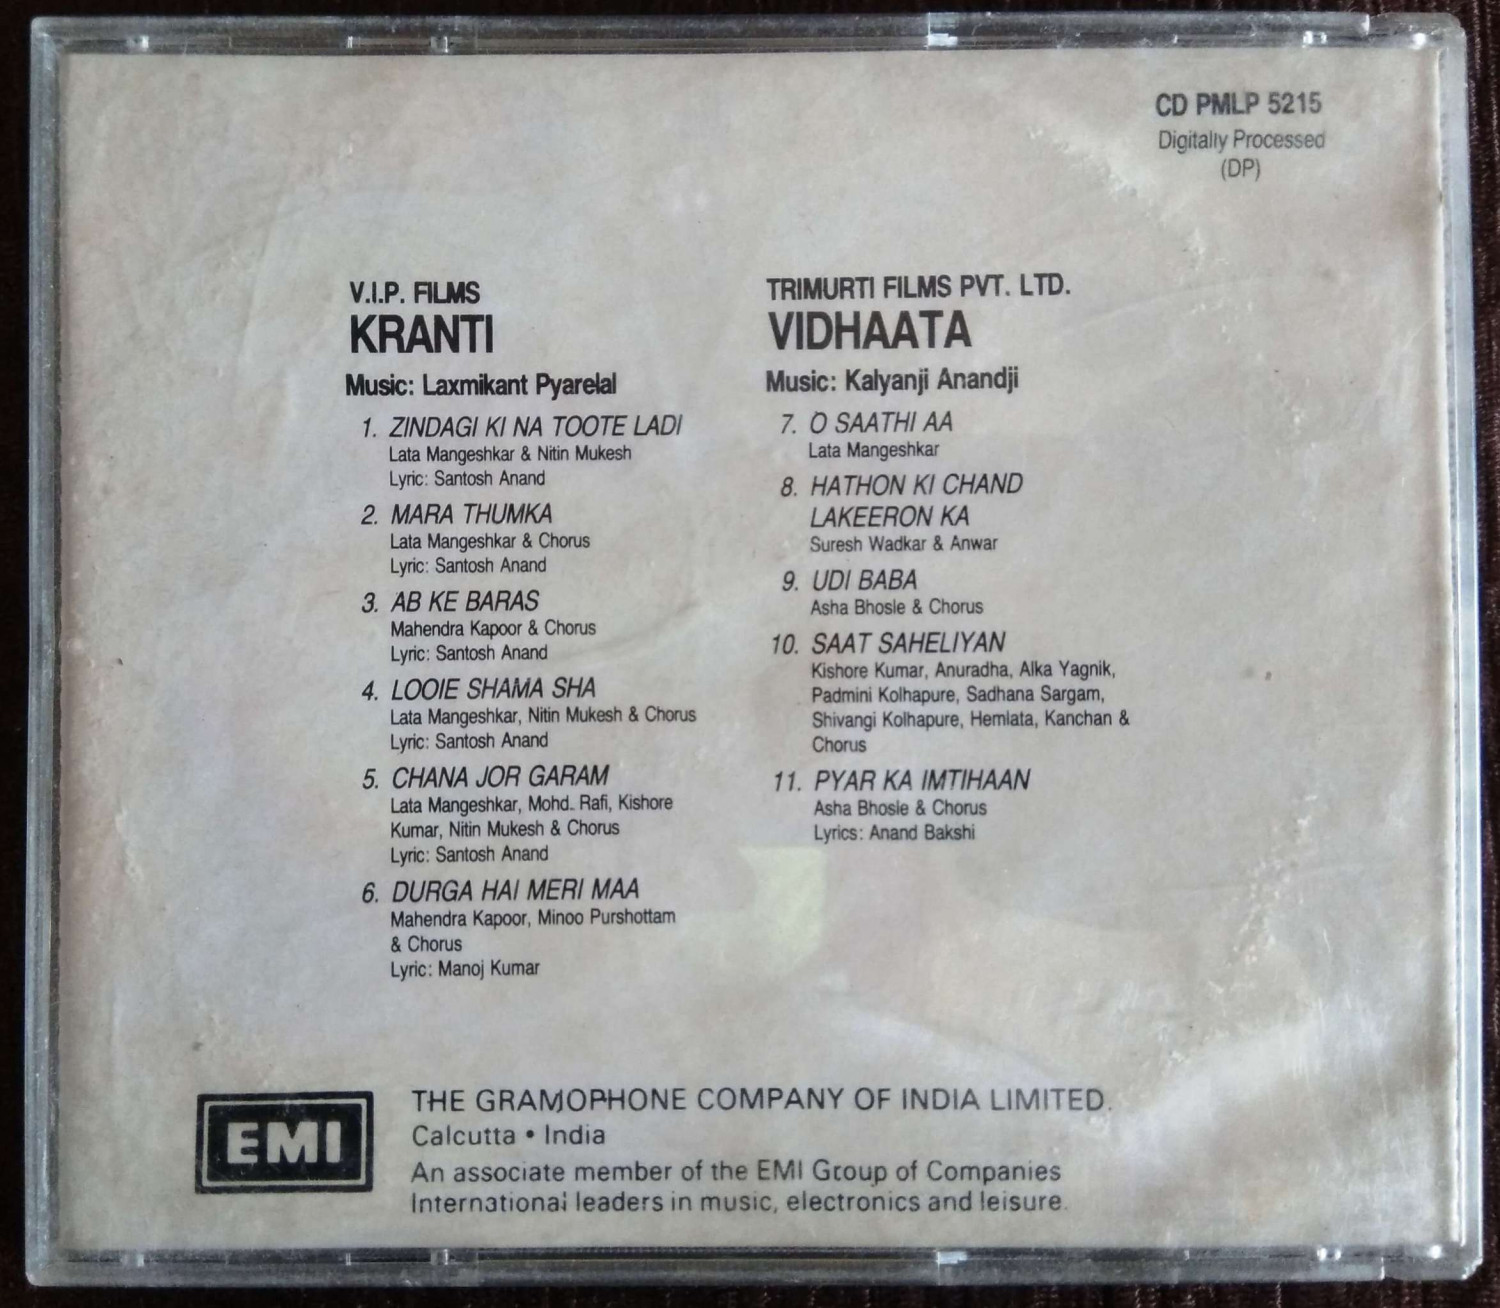 CD PMLP 5215
Digitally Processed
(DP)
V.I.P. FILMS
KRANTI
Music: Laxmikant Pyarelal
1. ZINDAGI KI NA TOOTE LADI
Lata Mangeshkar & Nitin Mukesh
Lyric: Santosh Anand
2. MARA THUMKA
Lata Mangeshkar & Chorus
Lyric: Santosh Anand
3. AB KE BARAS
Mahendra Kapoor & Chorus
Lyric: Santosh Anand
4. LOOIE SHAMA SHA
Lata Mangeshkar, Nitin Mukesh & Chorus
Lyric: Santosh Anand
5. CHANA JOR GARAM
Lata Mangeshkar, Mohd. Rafi, Kishore
Kumar, Nitin Mukesh & Chorus
Lyric: Santosh Anand
6. DURGA HAI MERI MAA
Mahendra Kapoor, Minoo Purshottam
& Chorus
Lyric: Manoj Kumar
TRIMURTI FILMS PVT. LTD.
VIDHAATA
Music: Kalyanji Anandji
7. O SAATHI AA
Lata Mangeshkar
8. HATHON KI CHAND
LAKEERON KA
Suresh Wadkar & Anwar
9. UDI BABA
Asha Bhosle & Chorus
10. SAAT SAHELIYAN
Kishore Kumar, Anuradha, Alka Yagnik,
Padmini Kolhapure, Sadhana Sargam,
Shivangi Kolhapure, Hemlata, Kanchan &
Chorus
11. PYAR KA IMTIHAAN
Asha Bhosle & Chorus
Lyrics: Anand Bakshi
EMI
THE GRAMOPHONE COMPANY OF INDIA LIMITED.
Calcutta • India
An associate member of the EMI Group of Companies
International leaders in music, electronics and leisure.